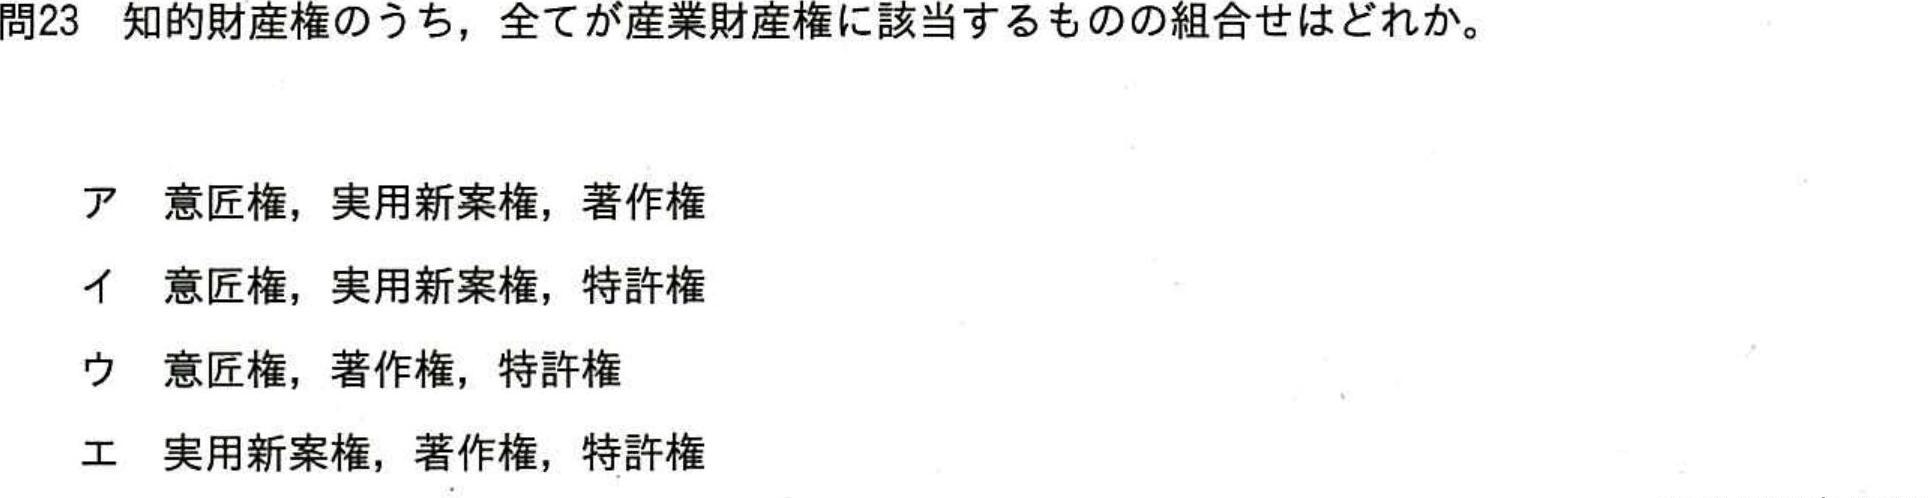 問23　知的財産権のうち，全てが産業財産権に該当するものの組合せはどれか。
ア　意匠権，実用新案権，著作権
イ　意匠権，実用新案権，特許権
ウ　意匠権，著作権，特許権
エ　実用新案権，著作権，特許権